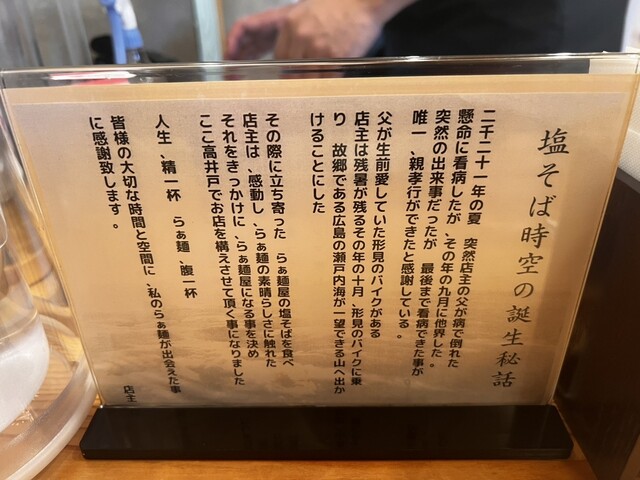 塩そば時空の誕生秘話
二千二十一年の夏　突然店主の父が病で倒れた
懸命に看病したが、その年の九月に他界した。
突然の出来事だったが　最後まで看病できた事が
唯一、親孝行ができたと感謝している。
父が生前愛していた形見のバイクがある
店主は残暑が残るその年の十月、形見のバイクに乗
り　故郷である広島の瀬戸内海が一望できる山へ出か
けることにした
その際に立ち寄った　らぁ麺屋の塩そばを食べ
店主は、感動し、らぁ麺の素晴らしさに触れた
それをきっかけに、らぁ麺屋になる事を決め
ここ高井戸でお店を構えさせて頂く事になりました
人生、精一杯　らぁ麺、腹一杯
皆様の大切な時間と空間に、私のらぁ麺が出会えた事
に感謝致します。
店主